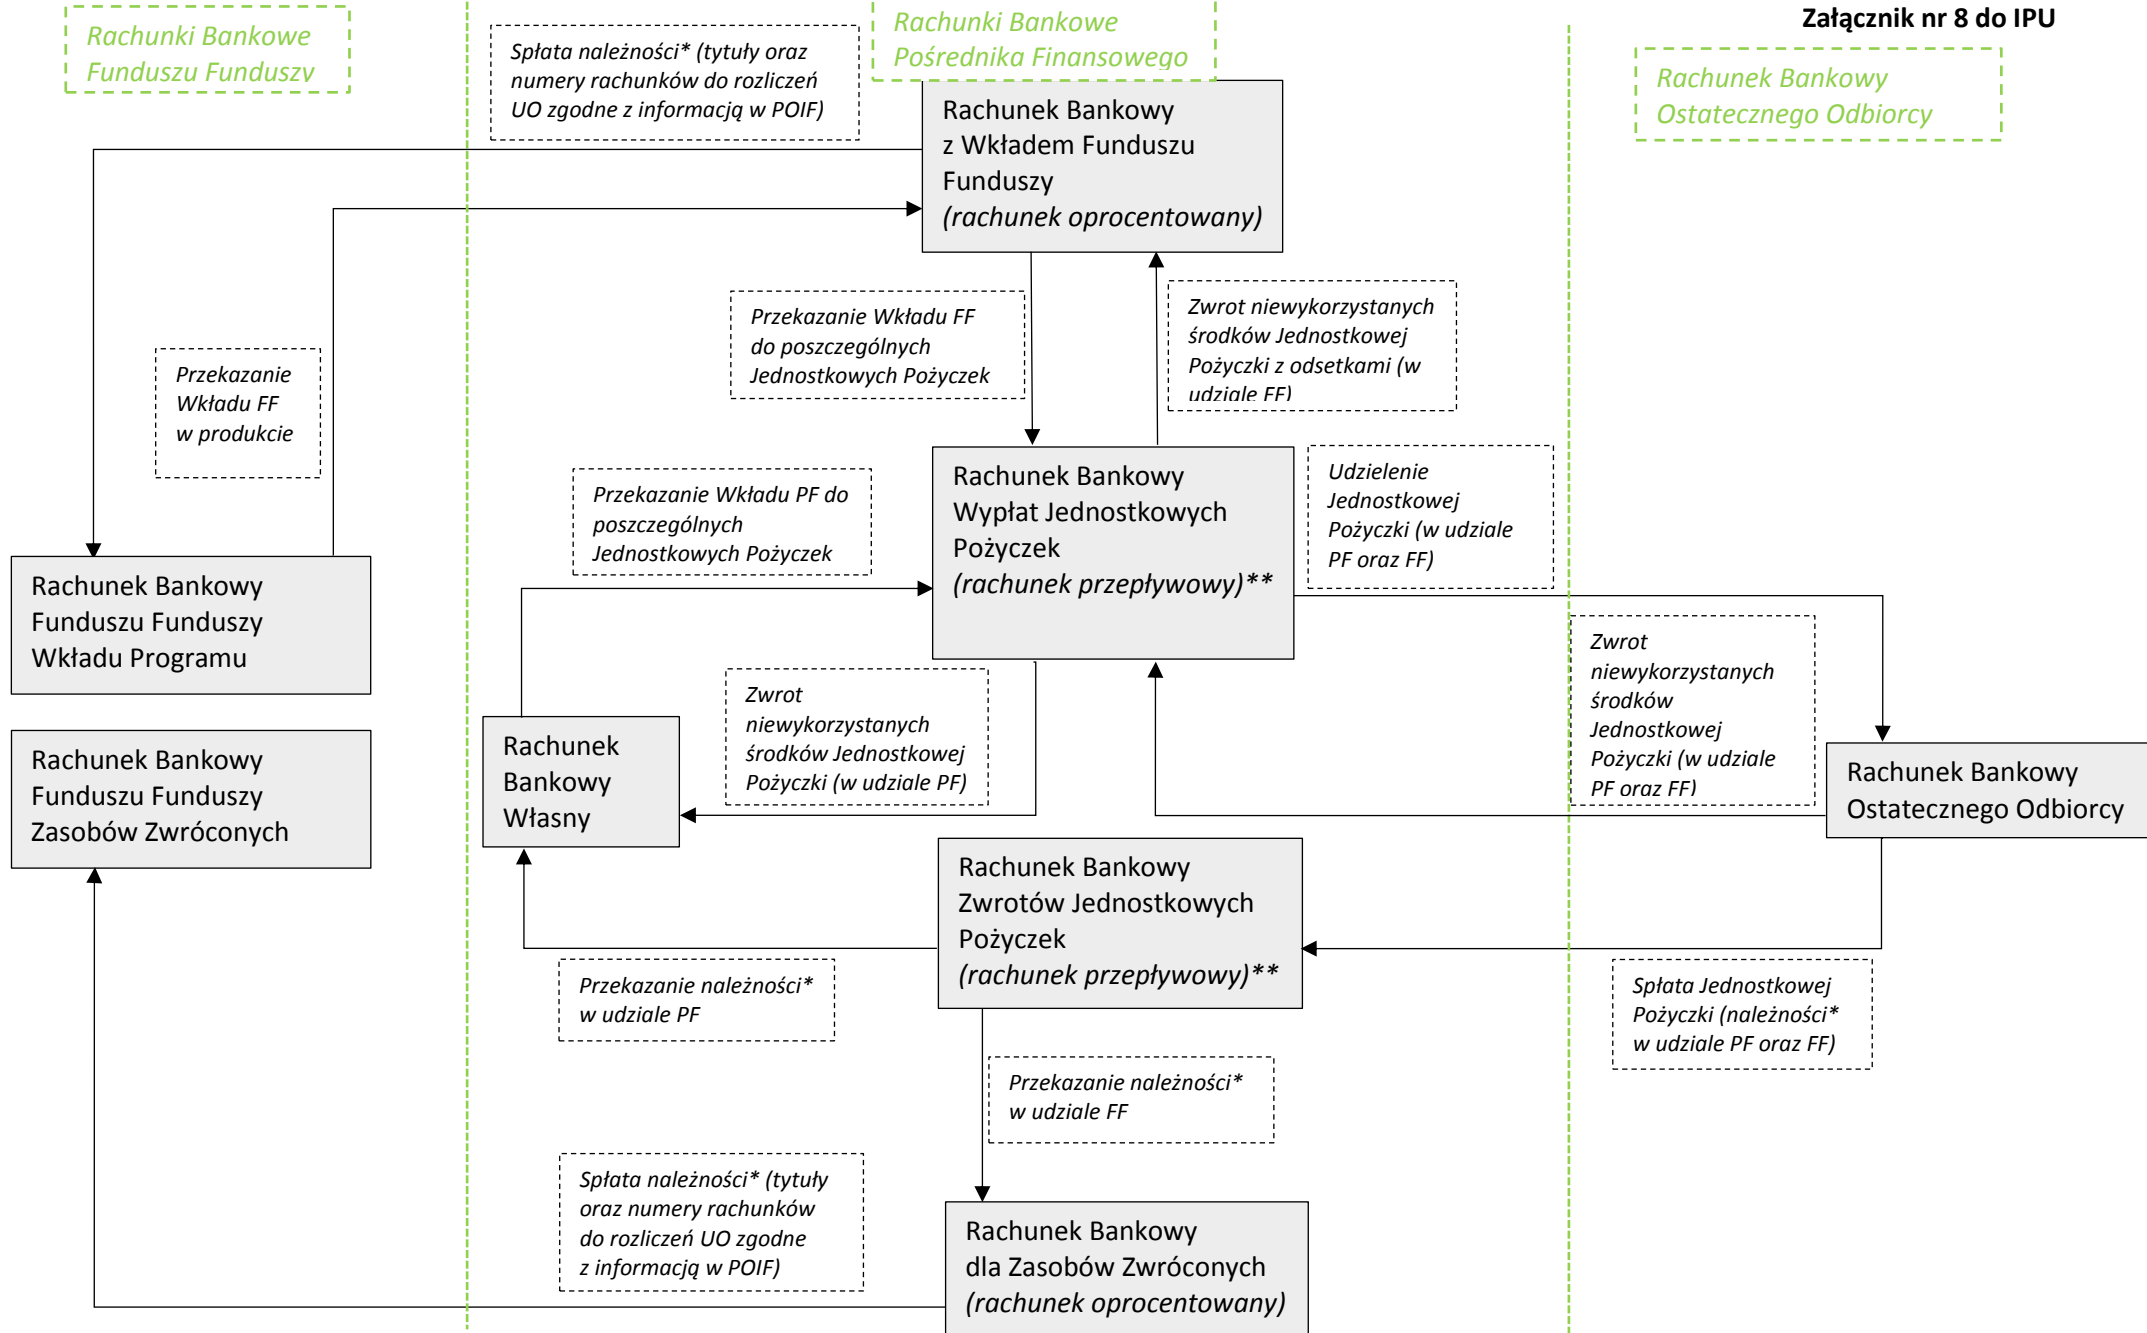 Załącznik nr 8 do IPU
Rachunki Bankowe
Funduszu Funduszy
Rachunki Bankowe
Pośrednika Finansowego
Rachunek Bankowy
Ostatecznego Odbiorcy
Spłata należności* (tytuły oraz
numery rachunków do rozliczeń
UO zgodne z informacją w POIF)
Rachunek Bankowy
z Wkładem Funduszu
Funduszy
(rachunek oprocentowany)
Przekazanie
Wkładu FF
w produkcie
Przekazanie Wkładu FF
do poszczególnych
Jednostkowych Pożyczek
Zwrot niewykorzystanych
środków Jednostkowej
Pożyczki z odsetkami (w
udziale FF)
Przekazanie Wkładu PF do
poszczególnych
Jednostkowych Pożyczek
Rachunek Bankowy
Wypłat Jednostkowych
Pożyczek
(rachunek przepływowy)**
Udzielenie
Jednostkowej
Pożyczki (w udziale
PF oraz FF)
Rachunek Bankowy
Funduszu Funduszy
Wkładu Programu
Zwrot
niewykorzystanych
środków Jednostkowej
Pożyczki (w udziale PF)
Zwrot
niewykorzystanych
środków
Jednostkowej
Pożyczki (w udziale
PF oraz FF)
Rachunek Bankowy
Funduszu Funduszy
Zasobów Zwróconych
Rachunek
Bankowy
Własny
Rachunek Bankowy
Ostatecznego Odbiorcy
Rachunek Bankowy
Zwrotów Jednostkowych
Pożyczek
(rachunek przepływowy)**
Przekazanie należności*
w udziale PF
Spłata Jednostkowej
Pożyczki (należności*
w udziale PF oraz FF)
Przekazanie należności*
w udziale FF
Spłata należności* (tytuły
oraz numery rachunków
do rozliczeń UO zgodne
z informacją w POIF)
Rachunek Bankowy
dla Zasobów Zwróconych
(rachunek oprocentowany)